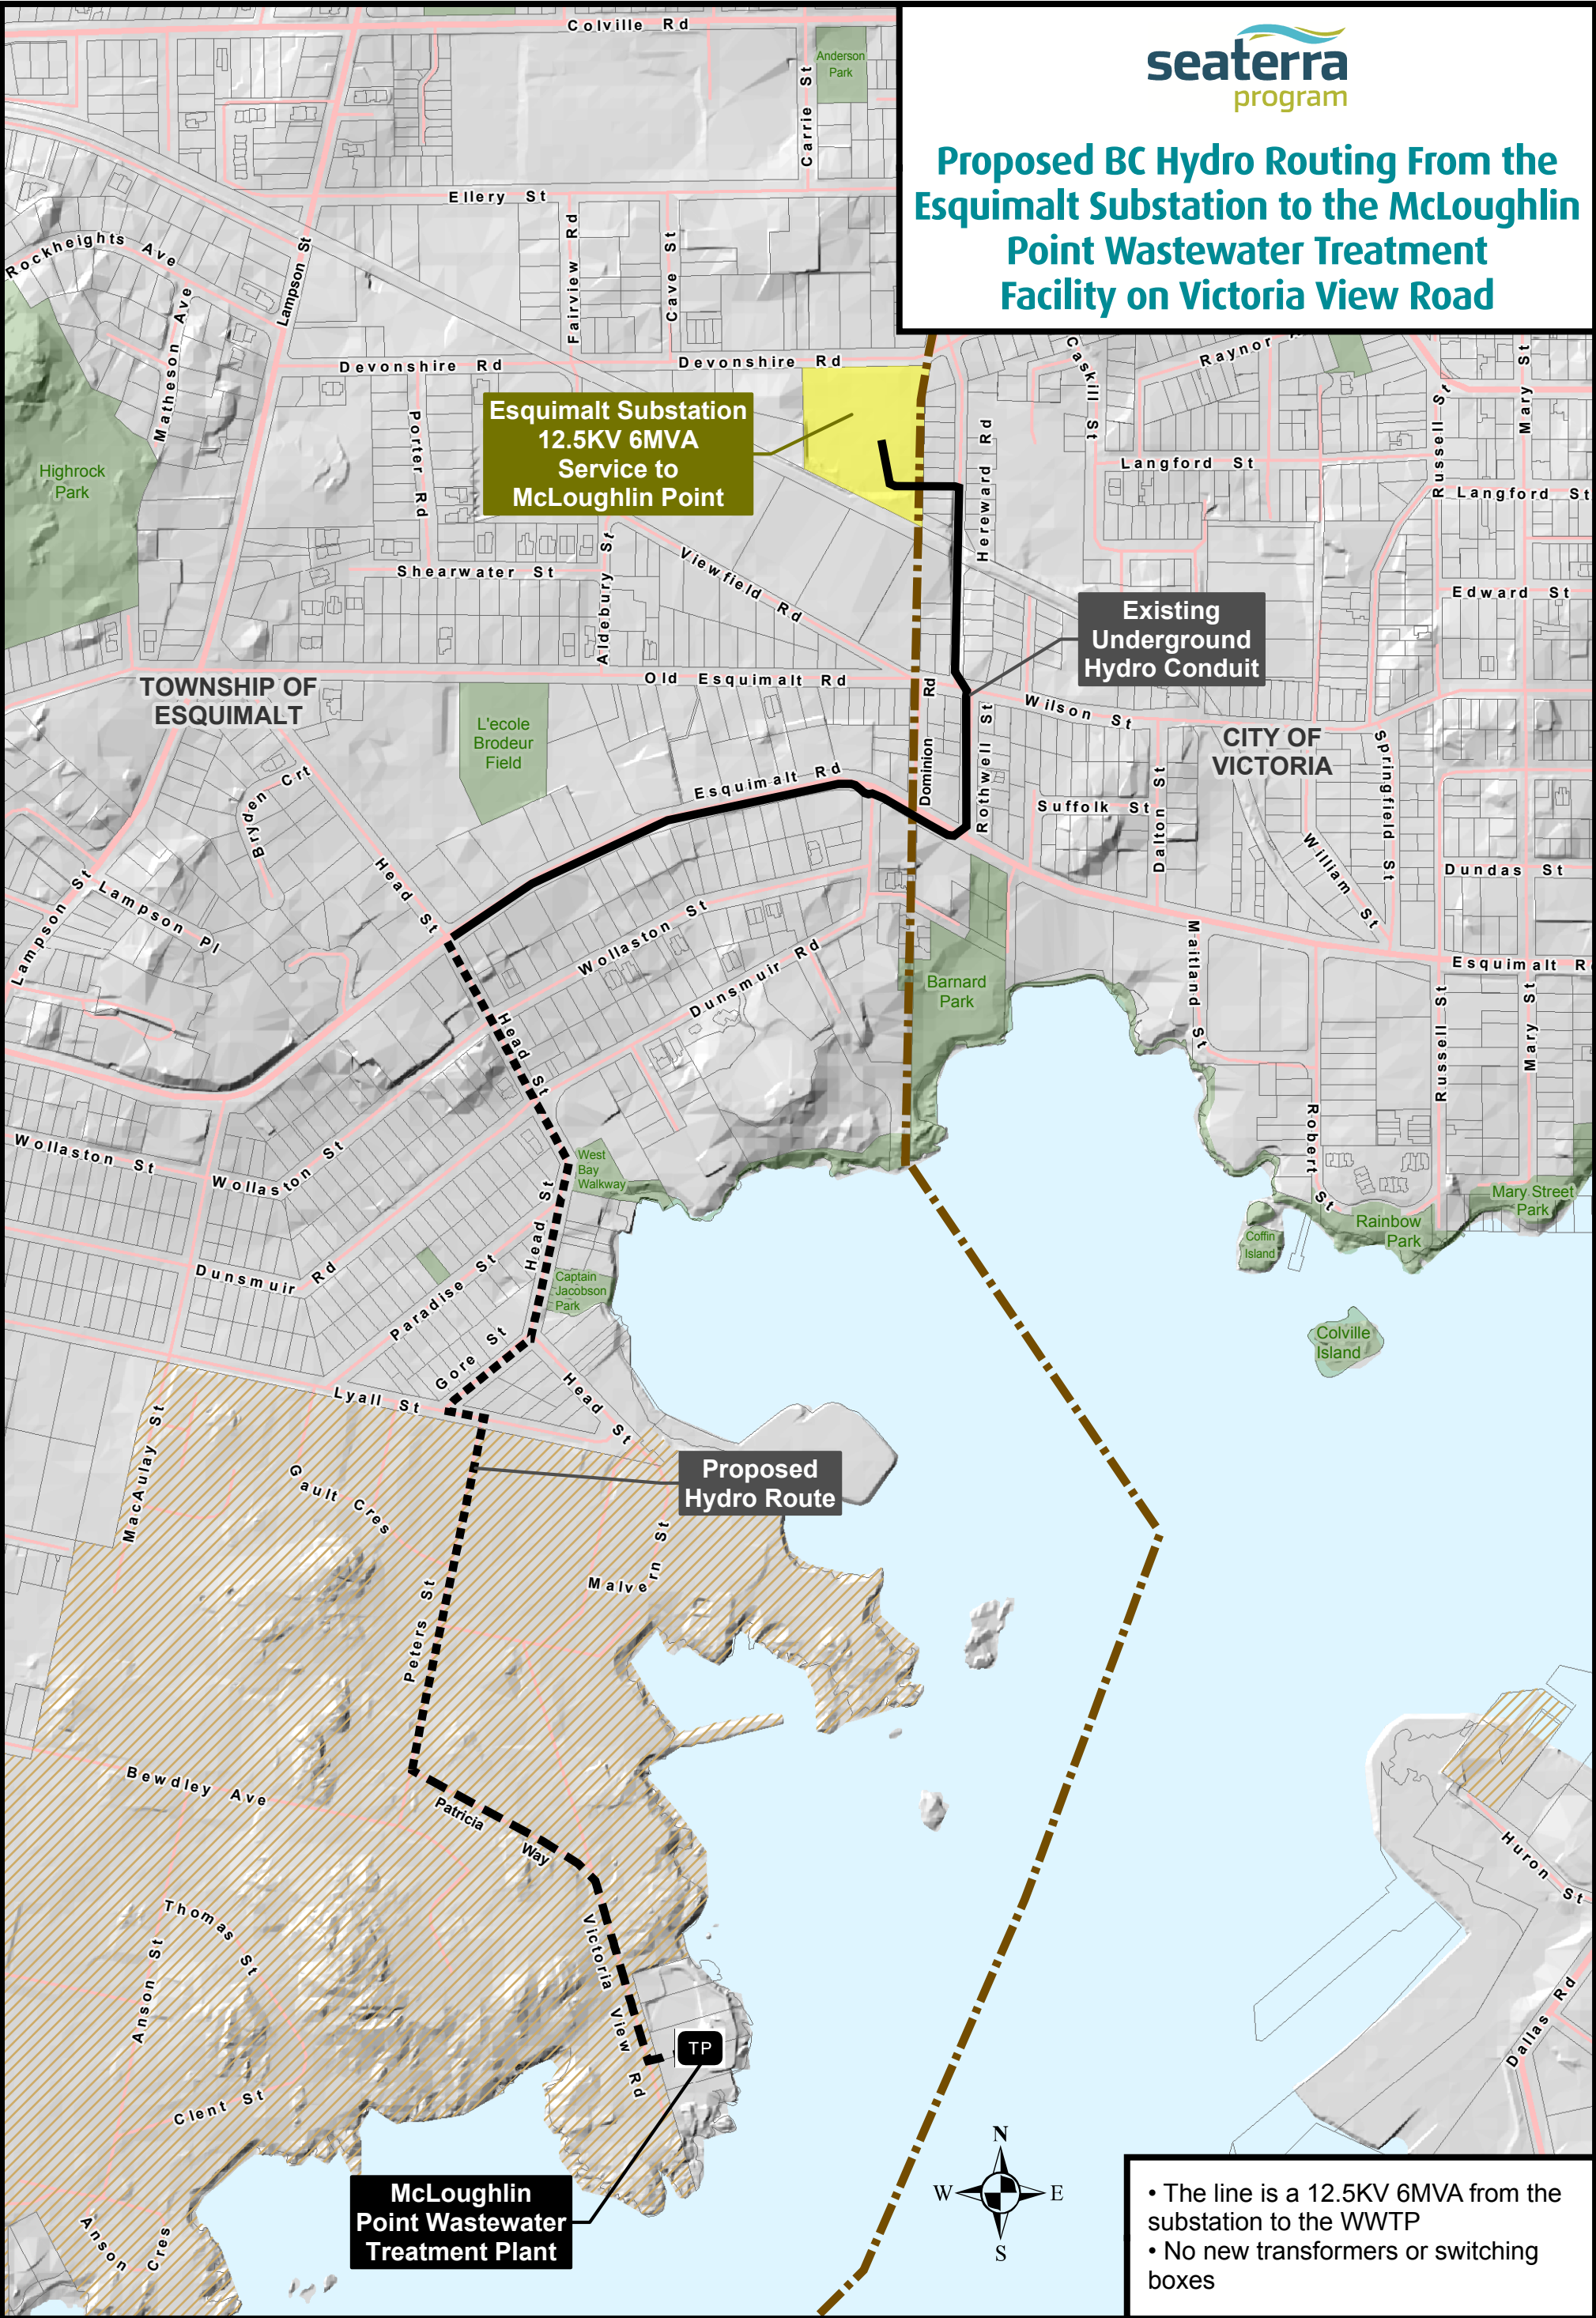 seaterra
program
Proposed BC Hydro Routing From the
Esquimalt Substation to the McLoughlin
Point Wastewater Treatment
Facility on Victoria View Road
Colville Rd
Anderson
Park
Carrie St
Ellery St
Fairview Rd
Cave St
Rockheights Ave
Matheson Ave
Lampson St
Devonshire Rd
Devonshire Rd
Caskill St
Raynor
Mary St
Russell St
Highrock
Park
Porter Rd
Esquimalt Substation
12.5KV 6MVA
Service to
McLoughlin Point
Hereward Rd
Langford St
Langford St
Shearwater St
Aldebury St
Viewfield Rd
Edward St
Existing
Underground
Hydro Conduit
TOWNSHIP OF
ESQUIMALT
Old Esquimalt Rd
Dominion Rd
Rothwell St
Wilson St
CITY OF
VICTORIA
L'ecole
Brodeur
Field
Esquimalt Rd
Bryden Crt
Head St
Suffolk St
Dalton St
William St
Springfield St
Dundas St
Lampson St
Lampson Pl
Wollaston St
Dunsmuir Rd
Barnard
Park
Maitland St
Esquimalt Rd
Russell St
Mary St
Head St
Wollaston St
Wollaston St
West
Bay
Walkway
Robert St
Mary Street
Park
Rainbow
Park
Coffin
Island
Head St
Dunsmuir Rd
Paradise St
Captain
Jacobson
Park
Colville
Island
Gore St
Lyall St
Head St
MacAulay St
Gault Cres
Proposed
Hydro Route
Malvern St
Peters St
Bewdley Ave
Patricia Way
Huron St
Thomas St
Anson St
Victoria View Rd
TP
Dallas Rd
Clent St
McLoughlin
Point Wastewater
Treatment Plant
Anson Cres
N
W
E
S
• The line is a 12.5KV 6MVA from the
substation to the WWTP
• No new transformers or switching
boxes